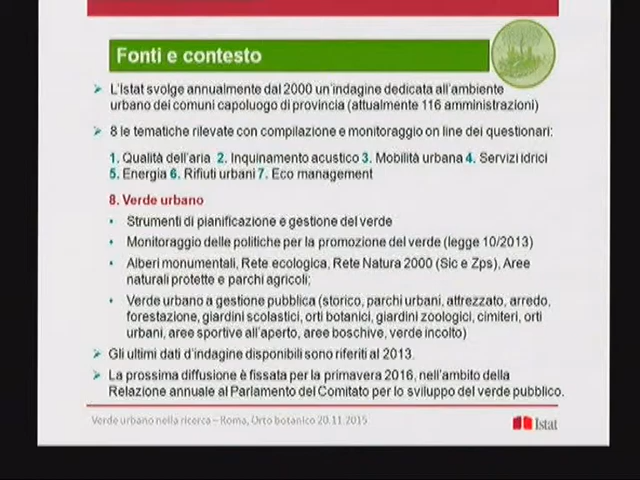 Fonti e contesto
L'Istat svolge annualmente dal 2000 un'indagine dedicata all'ambiente
urbano dei comuni capoluogo di provincia (attualmente 116 amministrazioni)
8 le tematiche rilevate con compilazione e monitoraggio on line dei questionari:
1. Qualità dell'aria 2. Inquinamento acustico 3. Mobilità urbana 4. Servizi idrici
5. Energia 6. Rifiuti urbani 7. Eco management
8. Verde urbano
• Strumenti di pianificazione e gestione del verde
• Monitoraggio delle politiche per la promozione del verde (legge 10/2013)
• Alberi monumentali, Rete ecologica, Rete Natura 2000 (Sic e Zps), Aree
naturali protette e parchi agricoli;
• Verde urbano a gestione pubblica (storico, parchi urbani, attrezzato, arredo,
forestazione, giardini scolastici, orti botanici, giardini zoologici, cimiteri, orti
urbani, aree sportive all'aperto, aree boschive, verde incolto)
Gli ultimi dati d'indagine disponibili sono riferiti al 2013.
La prossima diffusione è fissata per la primavera 2016, nell'ambito della
Relazione annuale al Parlamento del Comitato per lo sviluppo del verde pubblico.
Verde urbano nella ricerca – Roma, Orto botanico 20.11.2015
Istat